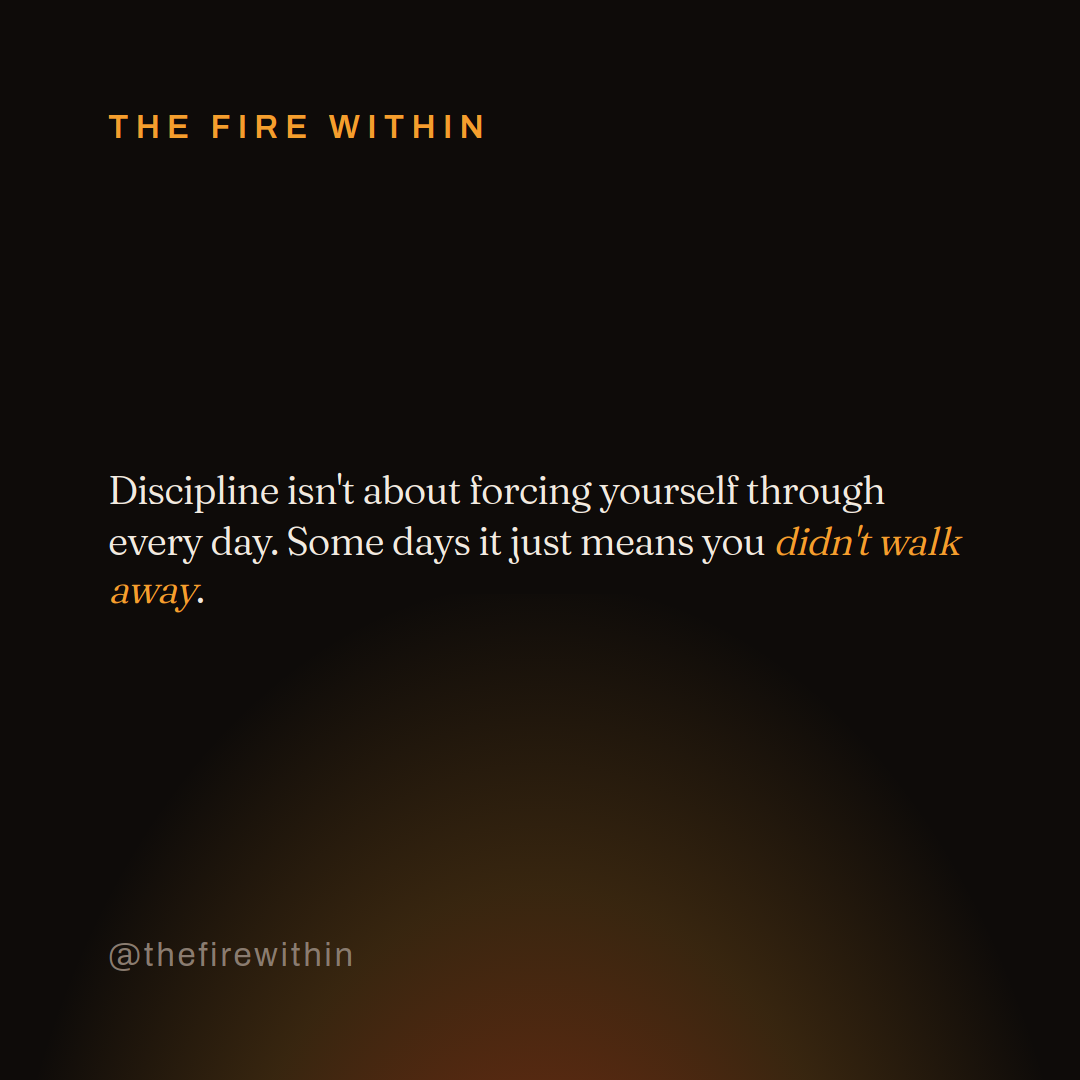 THE FIRE WITHIN
Discipline isn't about forcing yourself through
every day. Some days it just means you didn't walk
away.
@thefirewithin